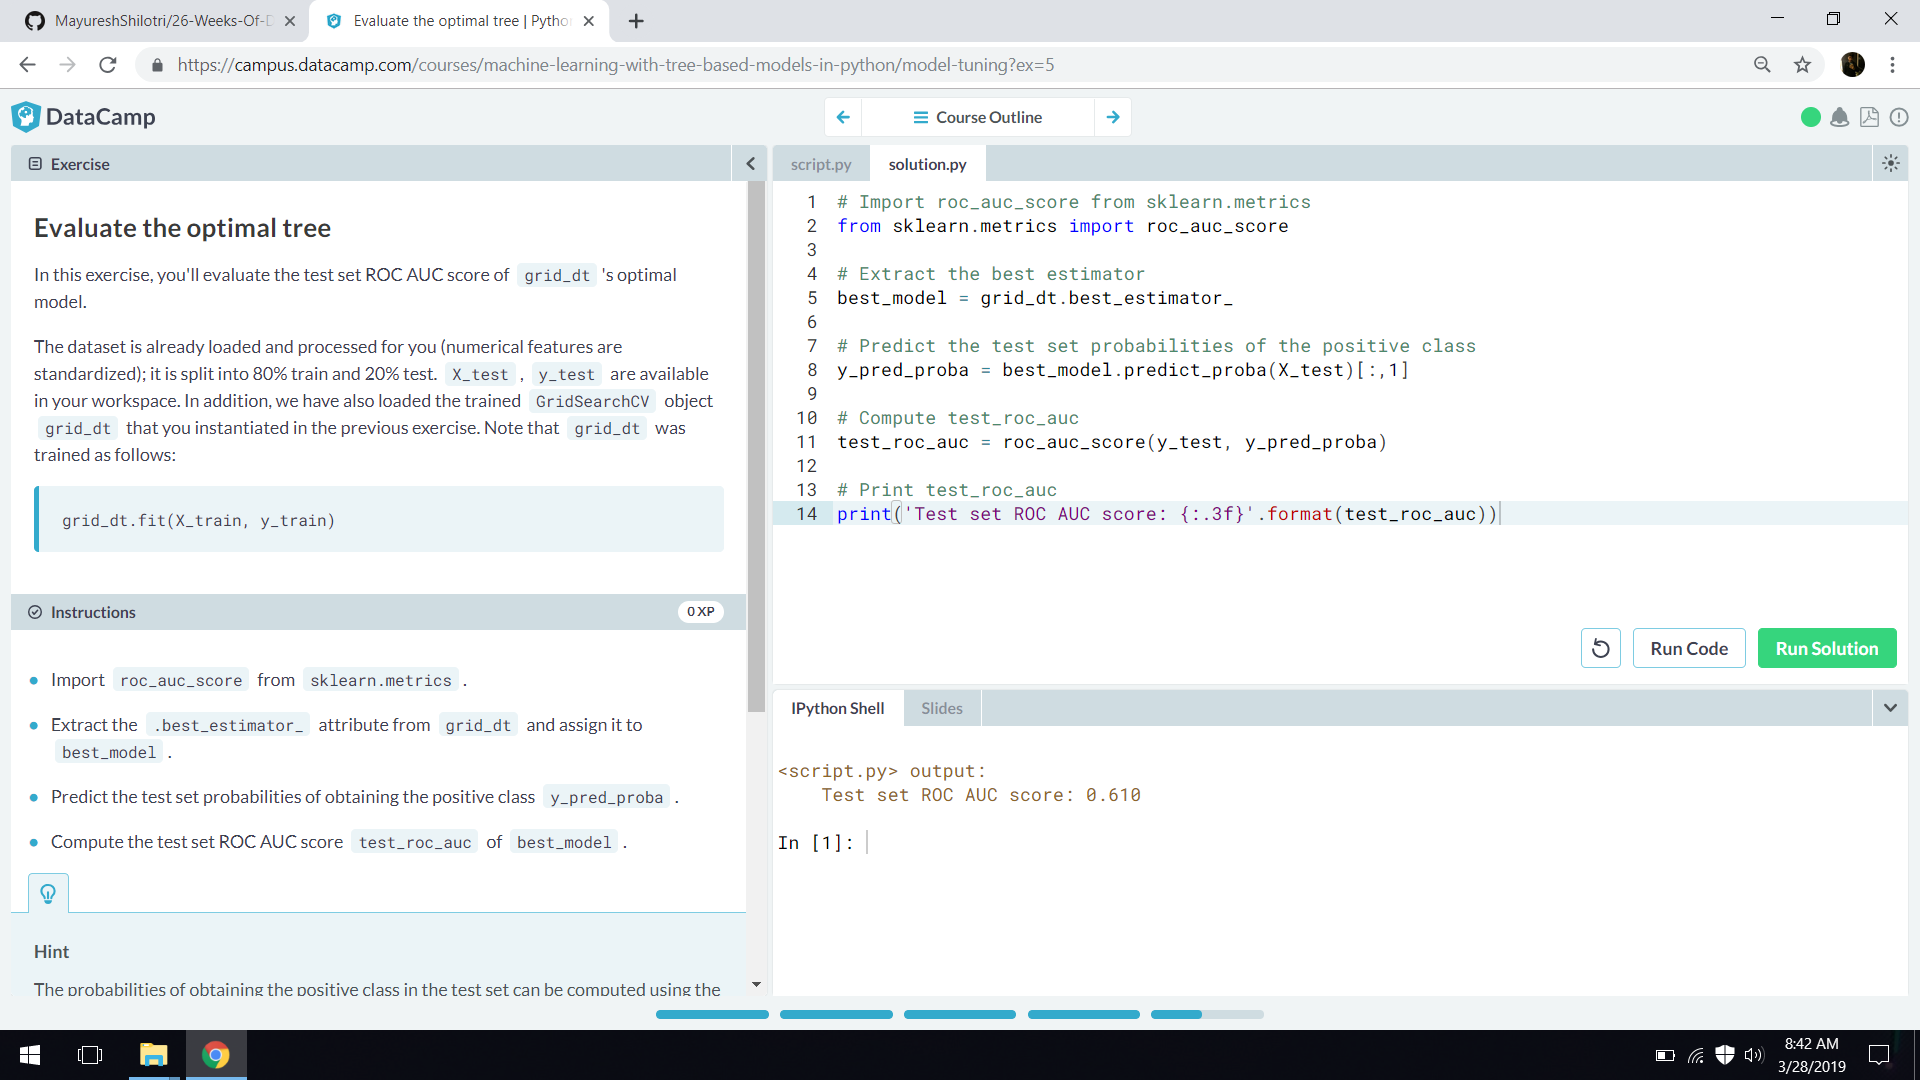 MayureshShilotri/26-Weeks-Of-D
Evaluate the optimal tree | Pytho
https://campus.datacamp.com/courses/machine-learning-with-tree-based-models-in-python/model-tuning?ex=5
DataCamp
Course Outline
Exercise
Evaluate the optimal tree
In this exercise, you'll evaluate the test set ROC AUC score of grid_dt 's optimal
model.
The dataset is already loaded and processed for you (numerical features are
standardized); it is split into 80% train and 20% test. X_test , y_test are available
in your workspace. In addition, we have also loaded the trained GridSearchCV object
grid_dt that you instantiated in the previous exercise. Note that grid_dt was
trained as follows:
grid_dt.fit(X_train, y_train)
Instructions
0 XP
Import roc_auc_score from sklearn.metrics .
Extract the .best_estimator_ attribute from grid_dt and assign it to
best_model .
Predict the test set probabilities of obtaining the positive class y_pred_proba .
Compute the test set ROC AUC score test_roc_auc of best_model .
Hint
The probabilities of obtaining the positive class in the test set can be computed using the
script.py
solution.py
1 # Import roc_auc_score from sklearn.metrics
2 from sklearn.metrics import roc_auc_score
3
4 # Extract the best estimator
5 best_model = grid_dt.best_estimator_
6
7 # Predict the test set probabilities of the positive class
8 y_pred_proba = best_model.predict_proba(X_test)[:,1]
9
10 # Compute test_roc_auc
11 test_roc_auc = roc_auc_score(y_test, y_pred_proba)
12
13 # Print test_roc_auc
14 print('Test set ROC AUC score: {:.3f}'.format(test_roc_auc))
Run Code
Run Solution
IPython Shell
Slides
<script.py> output:
Test set ROC AUC score: 0.610
In [1]:
8:42 AM
3/28/2019